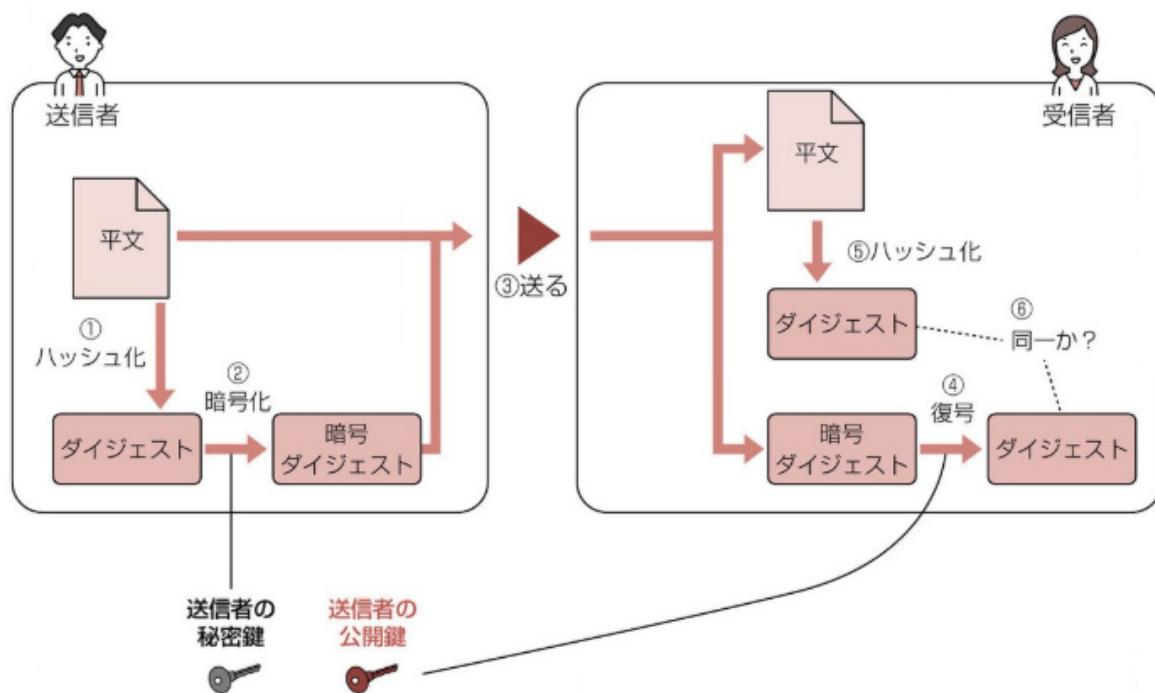 送信者
受信者
平文
平文
③送る
⑤ハッシュ化
①
ハッシュ化
ダイジェスト
⑥
同一か？
②
暗号化
④
復号
ダイジェスト
暗号
ダイジェスト
暗号
ダイジェスト
ダイジェスト
送信者の
秘密鍵
送信者の
公開鍵